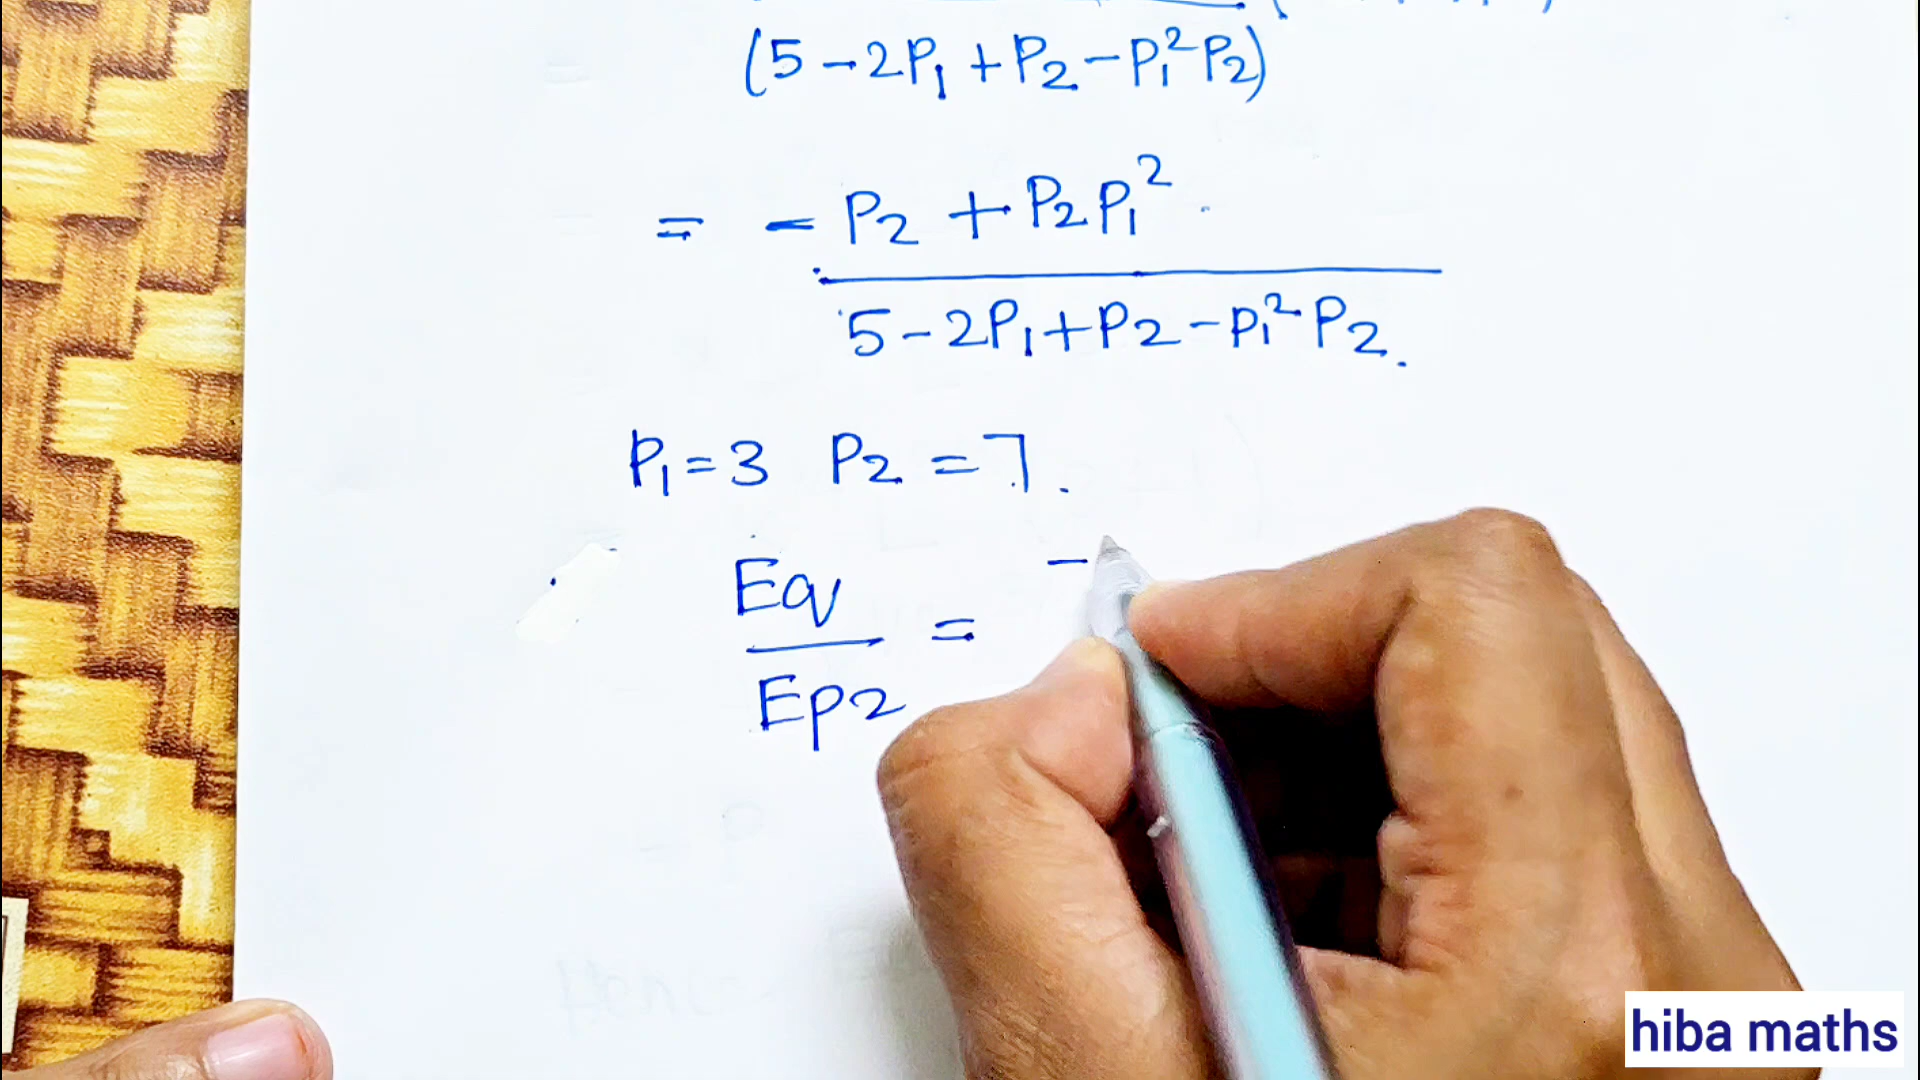 (5-2P₁+P₂-P₁²P₂)
= -P₂+P₂P₁²
5-2P₁+P₂-P₁²P₂.
P₁=3 P₂=7.
Eq
=
-
Ep2
hiba maths